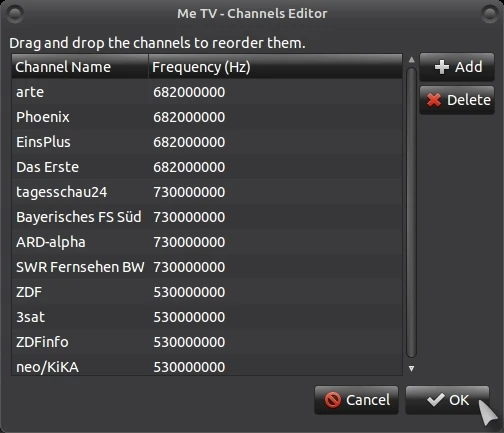 Me TV - Channels Editor
Drag and drop the channels to reorder them.
Channel Name Frequency (Hz)
Add
Delete
arte 682000000
Phoenix 682000000
EinsPlus 682000000
Das Erste 682000000
tagesschau24 730000000
Bayerisches FS Süd 730000000
ARD-alpha 730000000
SWR Fernsehen BW 730000000
ZDF 530000000
3sat 530000000
ZDFinfo 530000000
neo/KiKA 530000000
Cancel OK